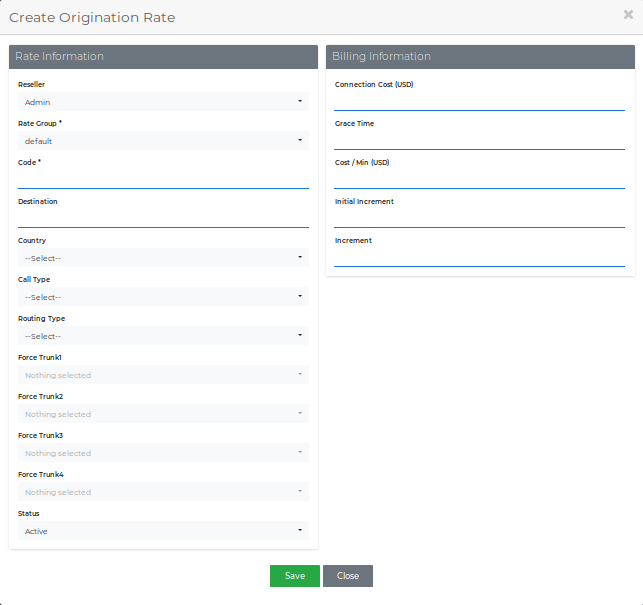 Create Origination Rate
Rate Information
Reseller
Admin
Rate Group *
default
Code *
Destination
Country
--Select--
Call Type
--Select--
Routing Type
--Select--
Force Trunk1
Nothing selected
Force Trunk2
Nothing selected
Force Trunk3
Nothing selected
Force Trunk4
Nothing selected
Status
Active
Billing Information
Connection Cost (USD)
Grace Time
Cost / Min (USD)
Initial Increment
Increment
Save
Close